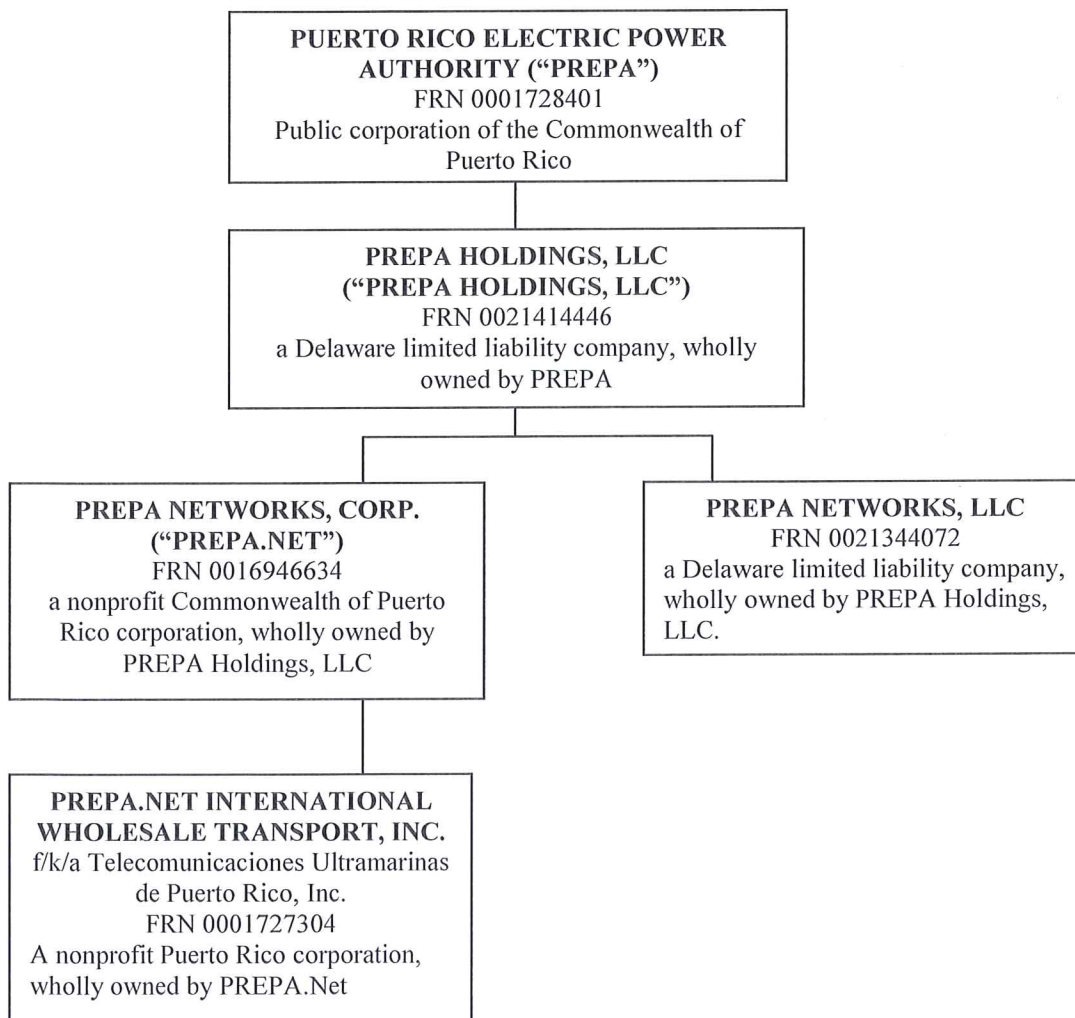 PUERTO RICO ELECTRIC POWER
AUTHORITY (“PREPA”)
FRN 0001728401
Public corporation of the Commonwealth of
Puerto Rico
PREPA HOLDINGS, LLC
(“PREPA HOLDINGS, LLC”)
FRN 0021414446
a Delaware limited liability company, wholly
owned by PREPA
PREPA NETWORKS, CORP.
(“PREPA.NET”)
FRN 0016946634
a nonprofit Commonwealth of Puerto
Rico corporation, wholly owned by
PREPA Holdings, LLC
PREPA NETWORKS, LLC
FRN 0021344072
a Delaware limited liability company,
wholly owned by PREPA Holdings,
LLC.
PREPA.NET INTERNATIONAL
WHOLESALE TRANSPORT, INC.
f/k/a Telecomunicaciones Ultramarinas
de Puerto Rico, Inc.
FRN 0001727304
A nonprofit Puerto Rico corporation,
wholly owned by PREPA.Net